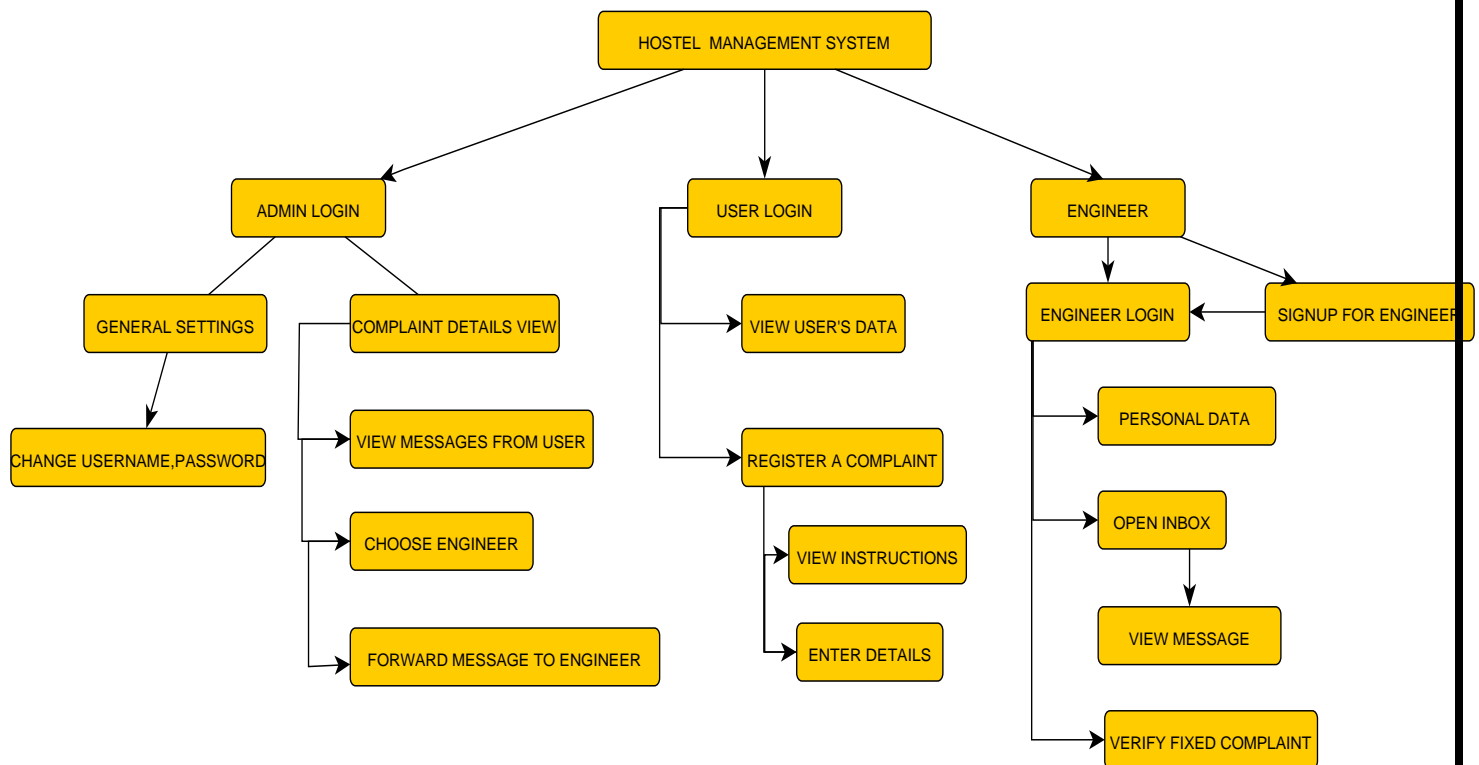 HOSTEL MANAGEMENT SYSTEM
ADMIN LOGIN
USER LOGIN
ENGINEER
GENERAL SETTINGS
COMPLAINT DETAILS VIEW
VIEW USER'S DATA
ENGINEER LOGIN
SIGNUP FOR ENGINEER
CHANGE USERNAME,PASSWORD
VIEW MESSAGES FROM USER
REGISTER A COMPLAINT
PERSONAL DATA
CHOOSE ENGINEER
VIEW INSTRUCTIONS
OPEN INBOX
FORWARD MESSAGE TO ENGINEER
ENTER DETAILS
VIEW MESSAGE
VERIFY FIXED COMPLAINT